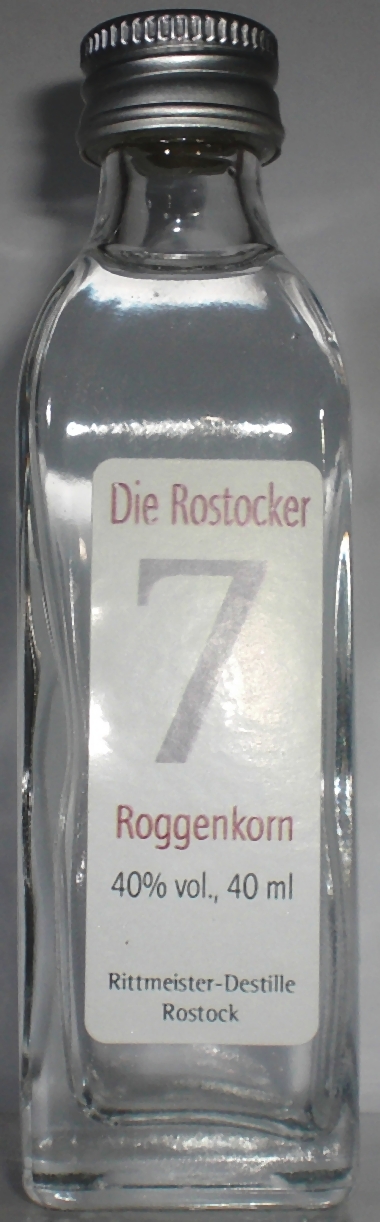 Die Rostocker
7
Roggenkorn
40% vol., 40 ml
Rittmeister-Destille
Rostock